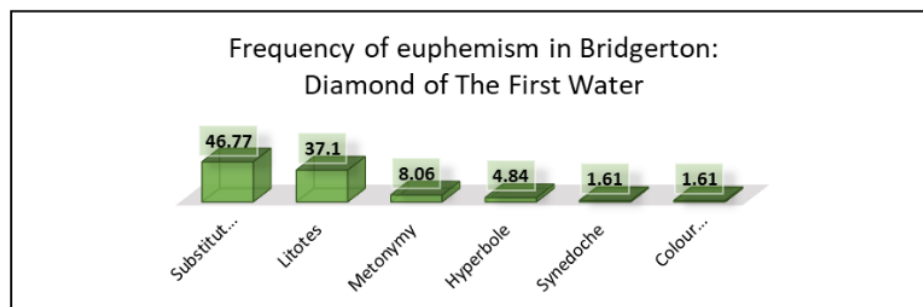 Frequency of euphemism in Bridgerton:
Diamond of The First Water
46.77
37.1
8.06
4.84
1.61
1.61
Substitut...
Litotes
Metonymy
Hyperbole
Synedoche
Colour...